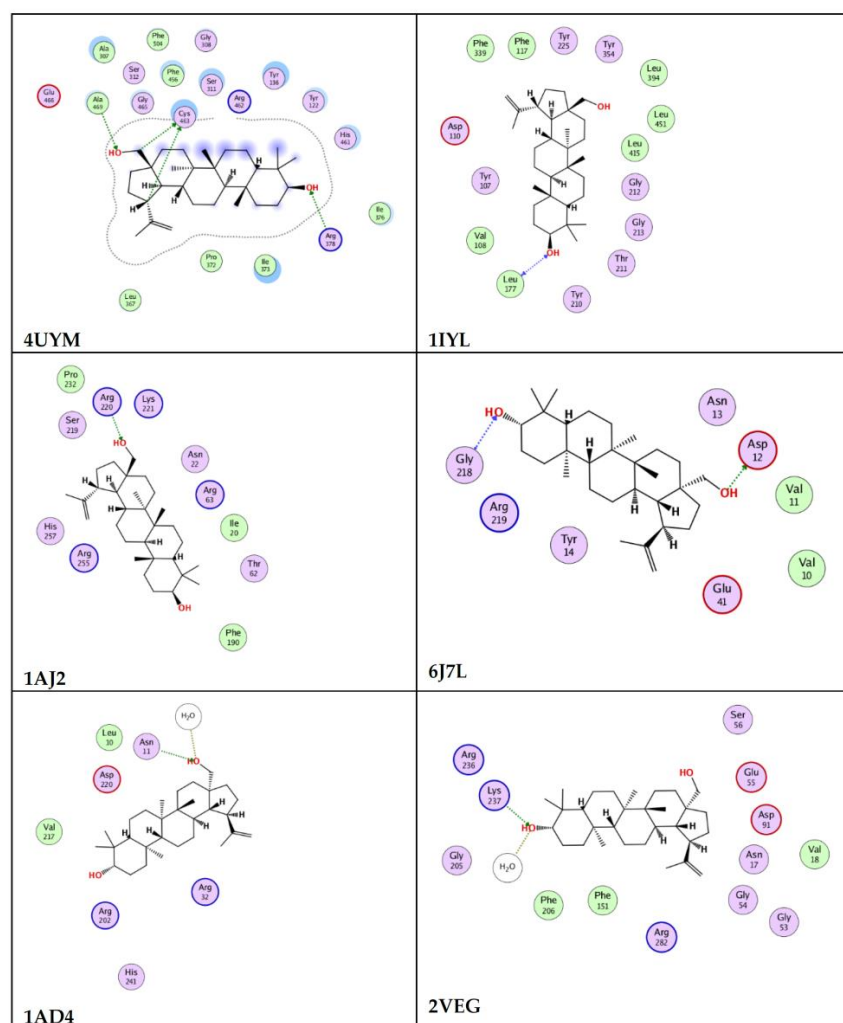 Ala 387
Phe 504
Gly 308
Glu 466
Ser 312
Phe 456
Ser 311
Tyr 136
Ala 469
Gly 465
Cys 463
Arg 462
Tyr 122
His 461
HO
H
H
H
H
OH
Ile 376
Arg 378
Pro 372
Ile 373
Leu 367
4UYM
Phe 339
Phe 117
Tyr 225
Tyr 354
Leu 394
Asp 110
OH
Leu 451
Leu 415
Tyr 107
Gly 212
Gly 213
Val 108
H
H
H
H
OH
Thr 211
Leu 177
Tyr 210
1IYL
Pro 232
Arg 220
Lys 221
HO
Ser 219
Asn 22
Arg 63
H
H
H
H
His 257
Arg 255
Ile 20
Thr 62
OH
Phe 190
1AJ2
HO
Asn 13
Asp 12
Gly 218
Val 11
Arg 219
OH
H
H
H
H
Tyr 14
Val 10
Glu 41
6J7L
H₂O
Leu 30
Asn 11
HO
Asp 220
Val 217
H
H
H
H
HO
Arg 32
Arg 202
His 241
1AD4
Ser 56
Arg 236
HO
Glu 55
Lys 237
Asp 91
HO
H
H
H
H
Asn 17
Val 18
Gly 205
H₂O
Phe 206
Phe 151
Gly 54
Gly 53
Arg 282
2VEG